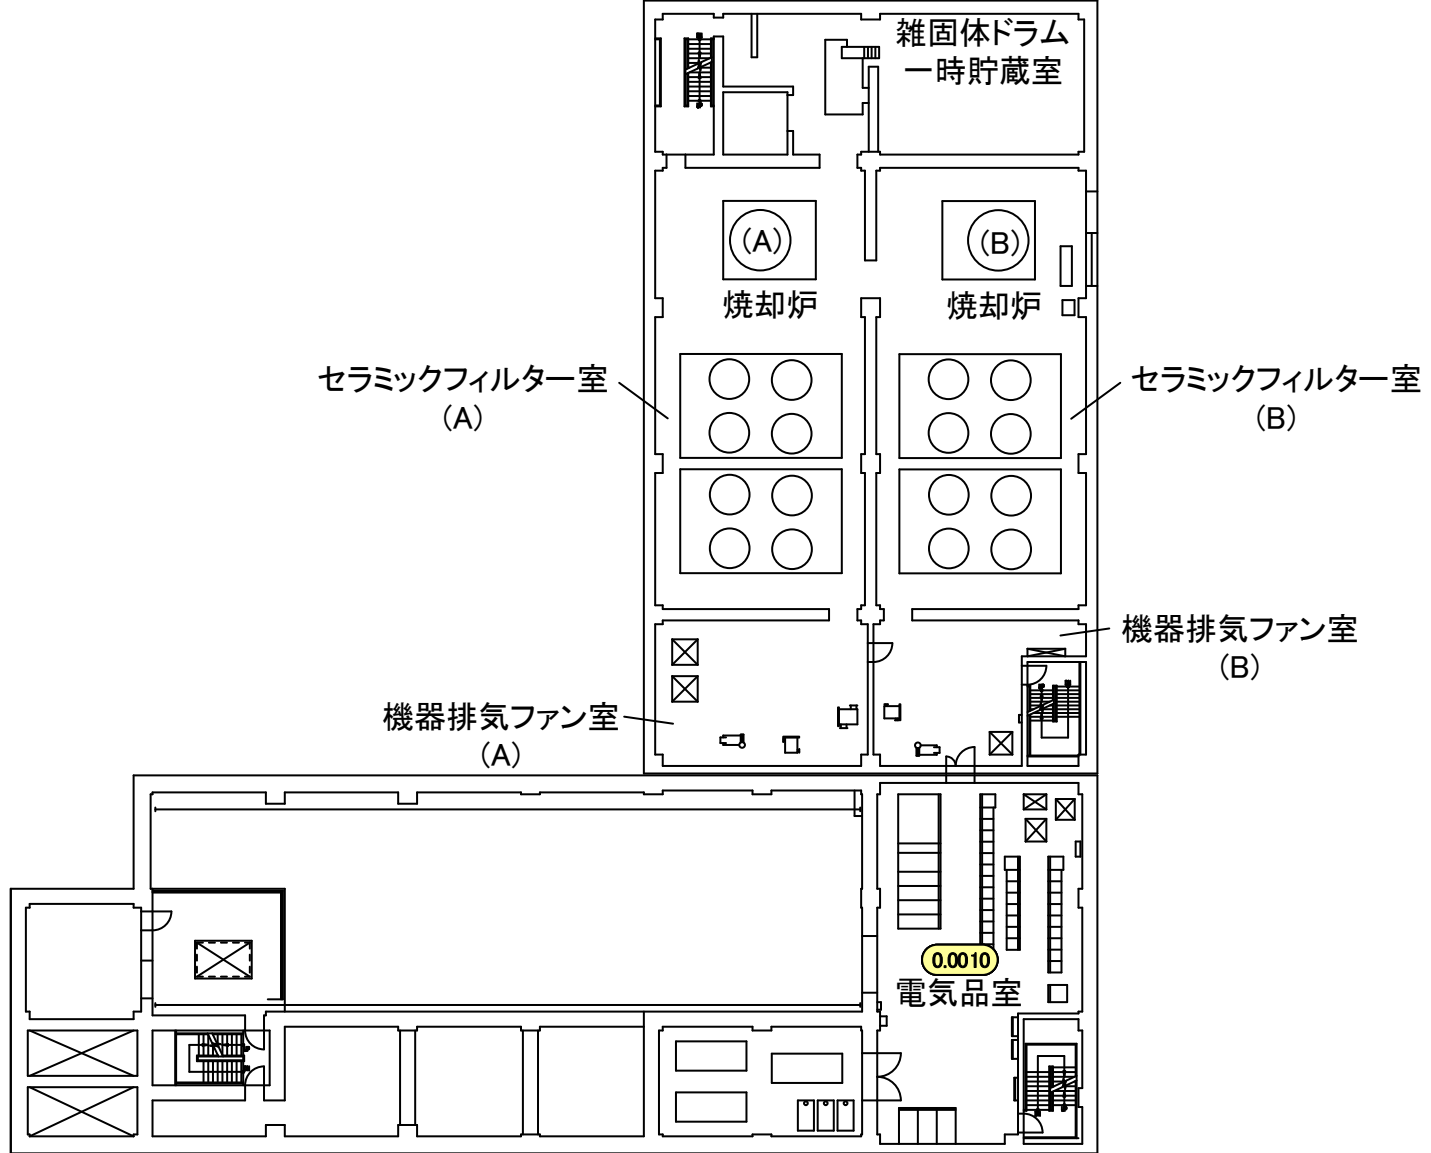 雑固体ドラム
一時貯蔵室
(A)
焼却炉
(B)
焼却炉
セラミックフィルター室
(A)
セラミックフィルター室
(B)
機器排気ファン室
(B)
機器排気ファン室
(A)
0.0010
電気品室